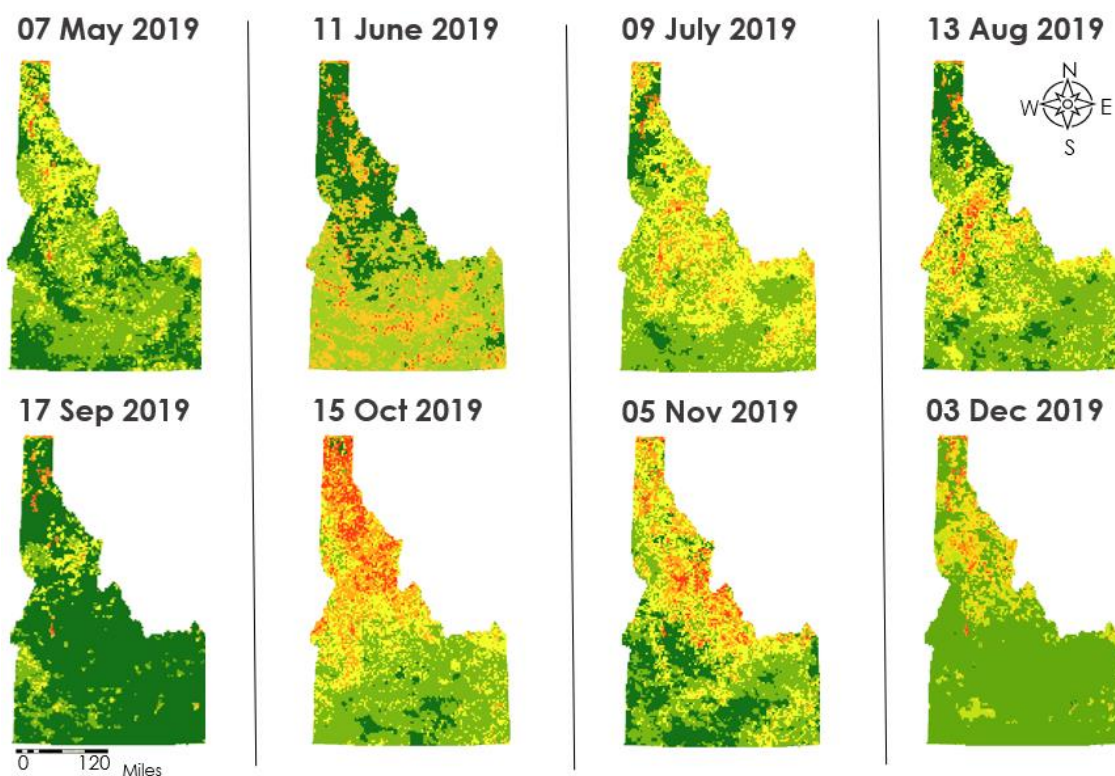 07 May 2019
11 June 2019
09 July 2019
13 Aug 2019
N
W E
S
17 Sep 2019
15 Oct 2019
05 Nov 2019
03 Dec 2019
0 120 Miles